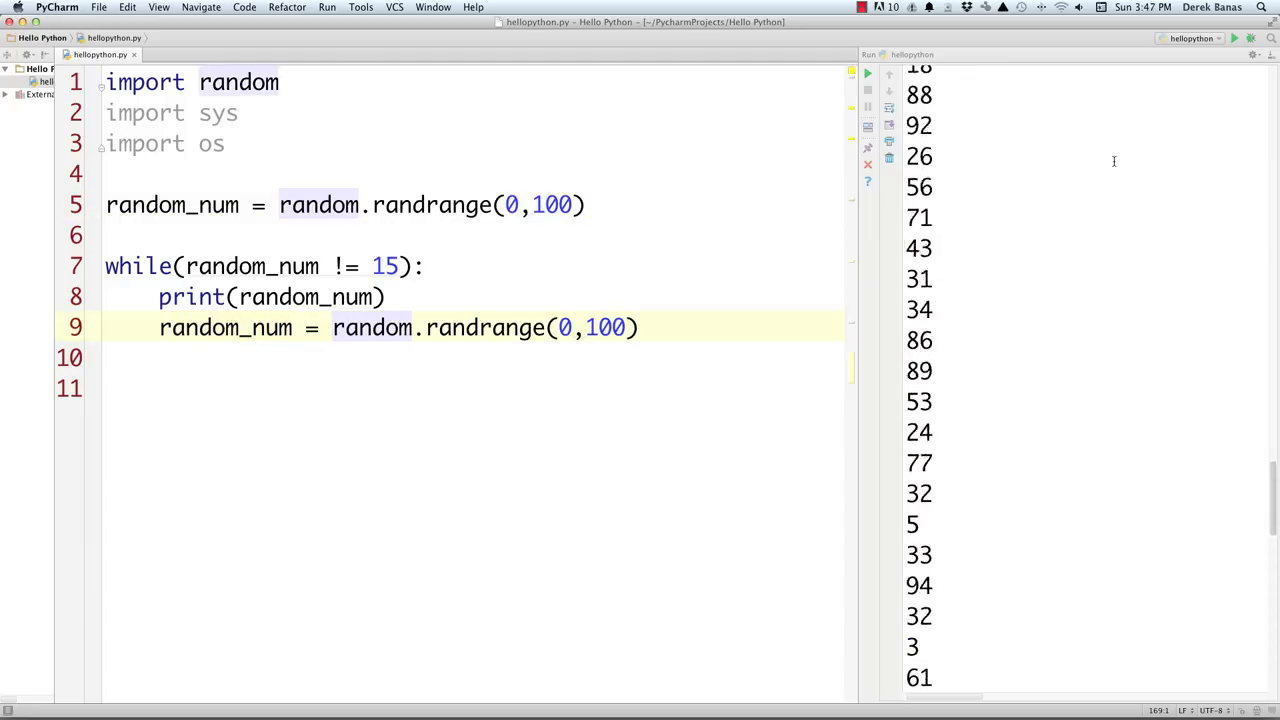 PyCharm File Edit View Navigate Code Refactor Run Tools VCS Window Help 10 Sun 3:47 PM Derek Banas
hellopython.py – Hello Python – [~/PycharmProjects/Hello Python]
Hello Python hellopython.py hellopython
hellopython.py Run hellopython
Hello P
hell
Externa
1 import random
2 import sys
3 import os
4
5 random_num = random.randrange(0,100)
6
7 while(random_num != 15):
8 print(random_num)
9 random_num = random.randrange(0,100)
10
11
18
88
92
26
56
71
43
31
34
86
89
53
24
77
32
5
33
94
32
3
61
169:1 LF UTF-8